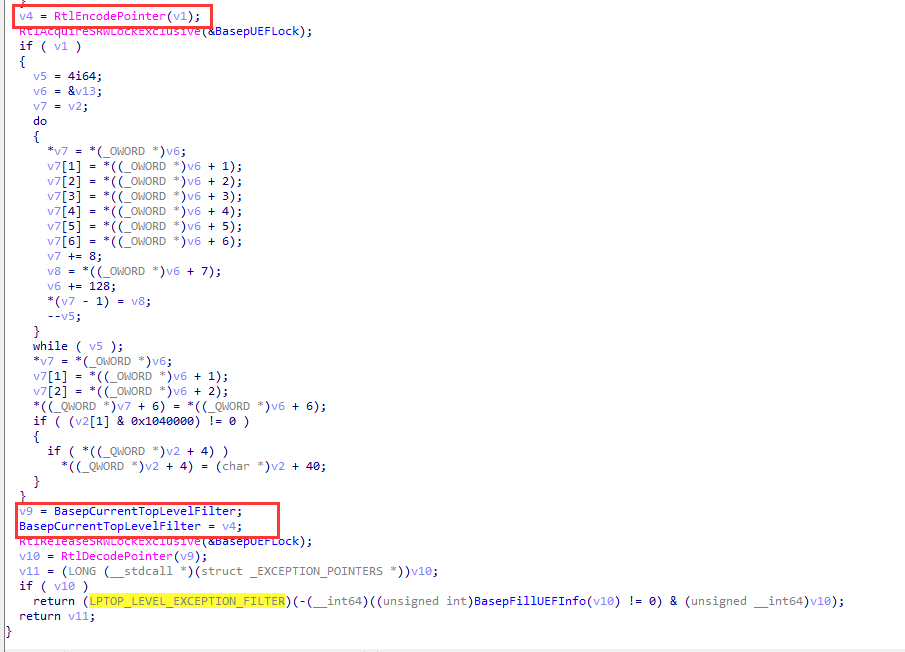 }
v4 = RtlEncodePointer(v1);
RtlAcquireSRWLockExclusive(&BasepUEFLock);
if ( v1 )
{
v5 = 4i64;
v6 = &v13;
v7 = v2;
do
{
*v7 = *(_OWORD *)v6;
v7[1] = *((_OWORD *)v6 + 1);
v7[2] = *((_OWORD *)v6 + 2);
v7[3] = *((_OWORD *)v6 + 3);
v7[4] = *((_OWORD *)v6 + 4);
v7[5] = *((_OWORD *)v6 + 5);
v7[6] = *((_OWORD *)v6 + 6);
v7 += 8;
v8 = *((_OWORD *)v6 + 7);
v6 += 128;
*(v7 - 1) = v8;
--v5;
}
while ( v5 );
*v7 = *(_OWORD *)v6;
v7[1] = *((_OWORD *)v6 + 1);
v7[2] = *((_OWORD *)v6 + 2);
*((_QWORD *)v7 + 6) = *((_QWORD *)v6 + 6);
if ( (v2[1] & 0x1040000) != 0 )
{
if ( *((_QWORD *)v2 + 4) )
*((_QWORD *)v2 + 4) = (char *)v2 + 40;
}
}
v9 = BasepCurrentTopLevelFilter;
BasepCurrentTopLevelFilter = v4;
RtlReleaseSRWLockExclusive(&BasepUEFLock);
v10 = RtlDecodePointer(v9);
v11 = (LONG (__stdcall *)(struct _EXCEPTION_POINTERS *))v10;
if ( v10 )
return (LPTOP_LEVEL_EXCEPTION_FILTER)(-(__int64)((unsigned int)BasepFillUEFInfo(v10) != 0) & (unsigned __int64)v10);
return v11;
}